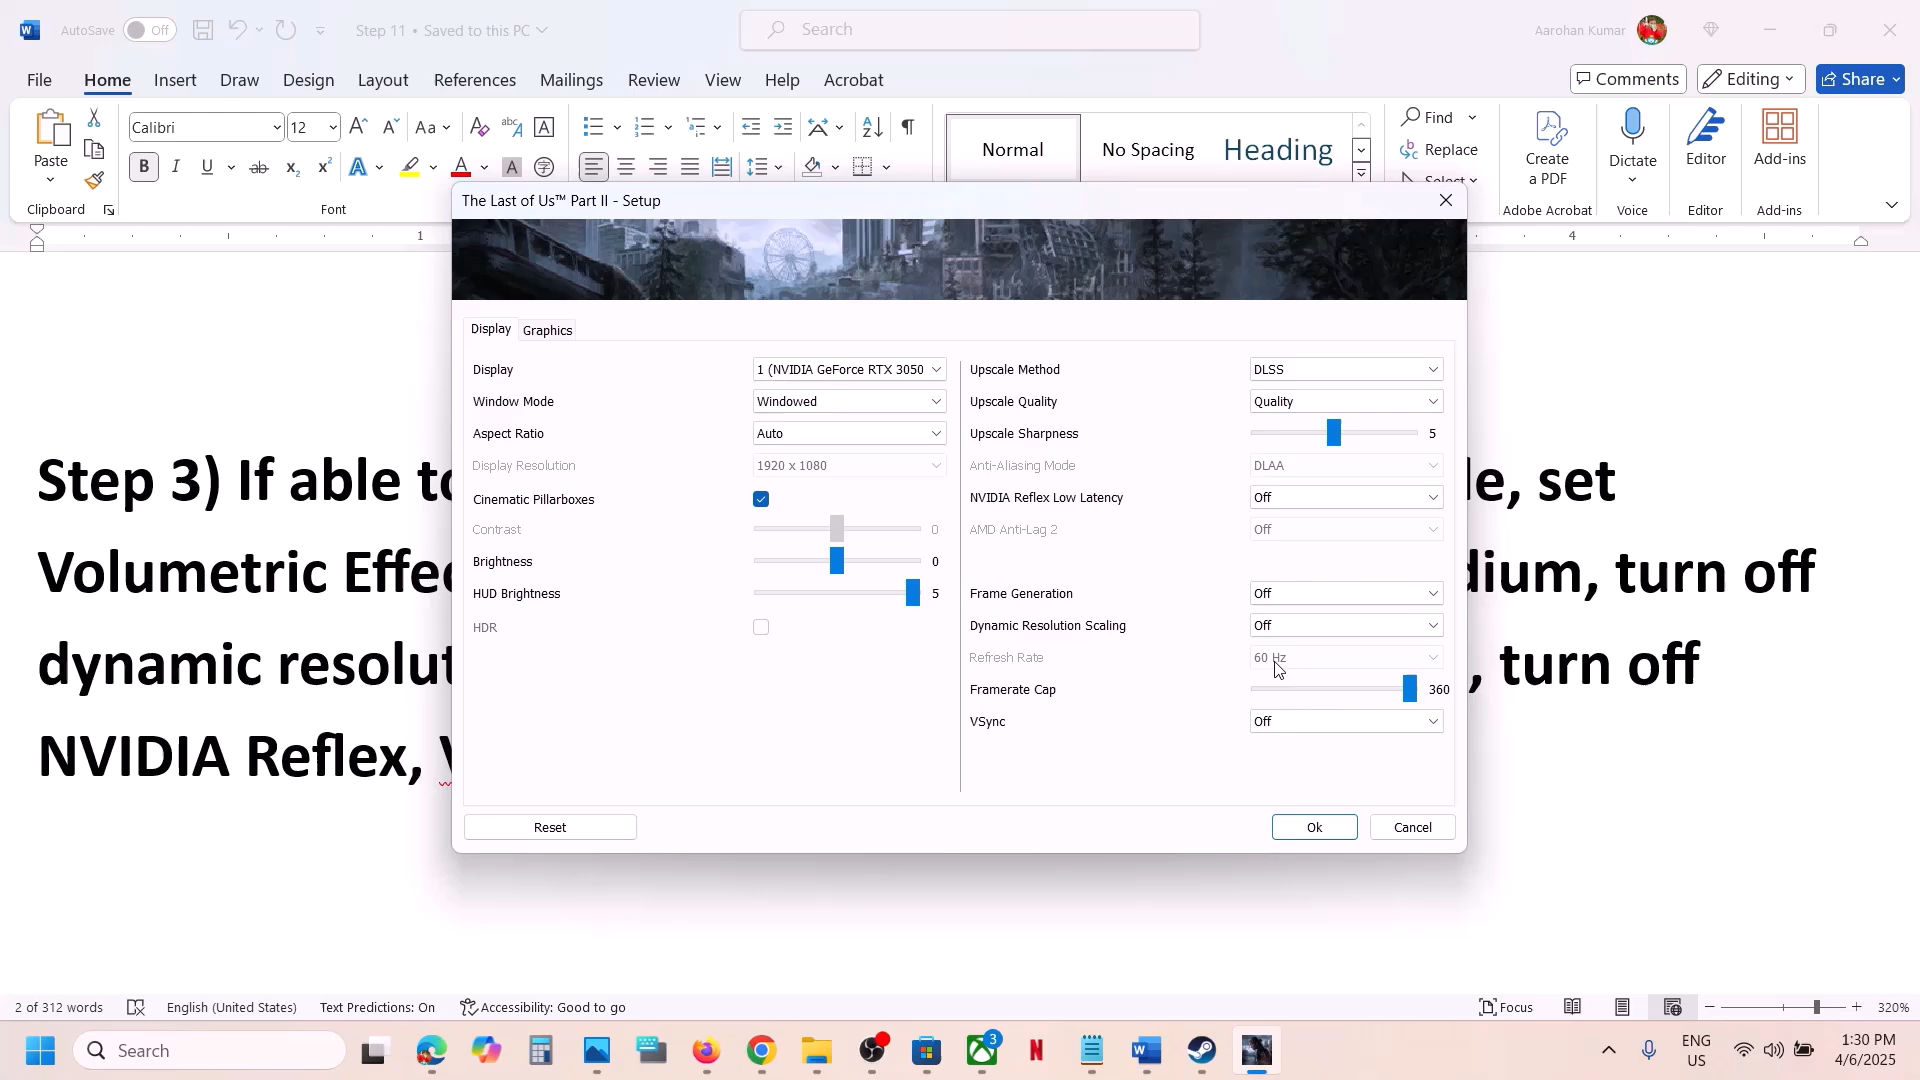 AutoSave
Off
Step 11 • Saved to this PC
Search
Aarohan Kumar
File
Home
Insert
Draw
Design
Layout
References
Mailings
Review
View
Help
Acrobat
Comments
Editing
Share
Paste
Clipboard
Calibri
12
Font
Normal
No Spacing
Heading
Find
Replace
Select
Create
a PDF
Adobe Acrobat
Dictate
Voice
Editor
Editor
Add-ins
Add-ins
1
4
The Last of Us™ Part II - Setup
Display
Graphics
Display
1 (NVIDIA GeForce RTX 3050
Window Mode
Windowed
Aspect Ratio
Auto
Display Resolution
1920 x 1080
Cinematic Pillarboxes
Contrast
0
Brightness
0
HUD Brightness
5
HDR
Upscale Method
DLSS
Upscale Quality
Quality
Upscale Sharpness
5
Anti-Aliasing Mode
DLAA
NVIDIA Reflex Low Latency
Off
AMD Anti-Lag 2
Off
Frame Generation
Off
Dynamic Resolution Scaling
Off
Refresh Rate
60 Hz
Framerate Cap
360
VSync
Off
Reset
Ok
Cancel
Step 3) If able to le, set
Volumetric Effec dium, turn off
dynamic resolut , turn off
NVIDIA Reflex, V
2 of 312 words
English (United States)
Text Predictions: On
Accessibility: Good to go
Focus
320%
Search
3
ENG
US
1:30 PM
4/6/2025